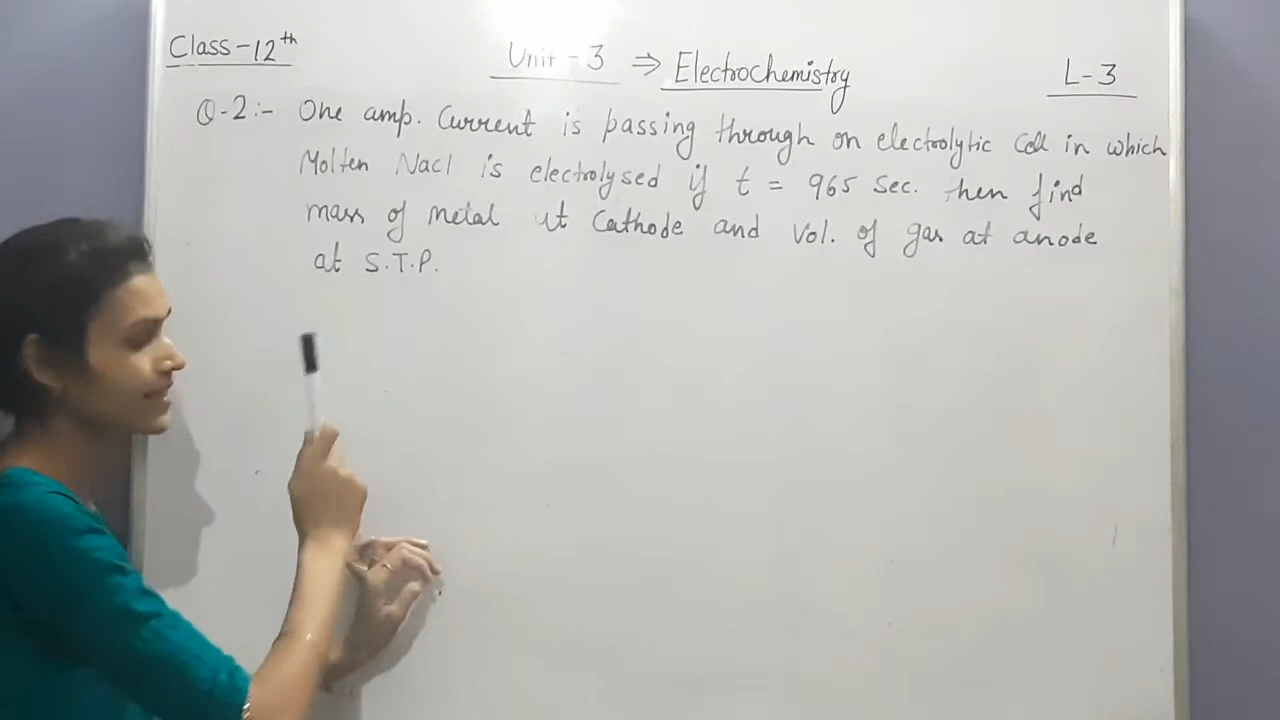 Class-12th
Unit - 3 ⇒ Electrochemistry
L-3
Q-2:- One amp. Current is passing through on electrolytic Cell in which
Molten Nacl is electrolysed if t = 965 Sec. then find
mass of metal at Cathode and Vol. of gas at anode
at S.T.P.